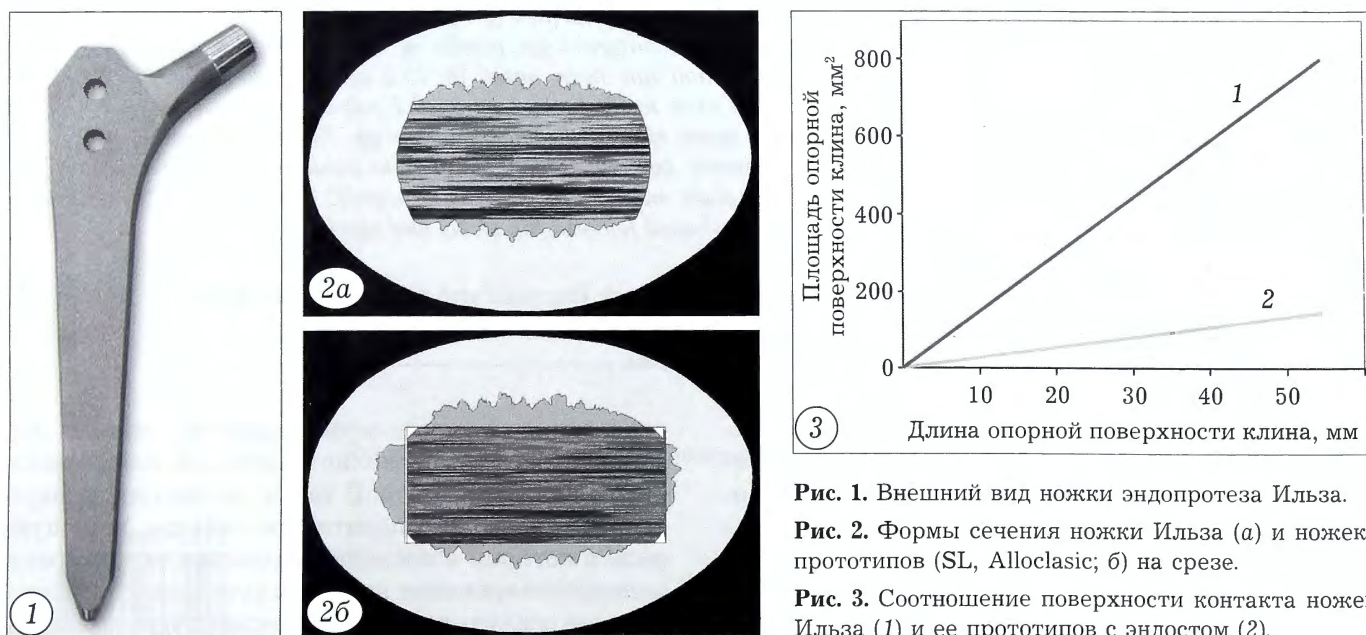 1
2а
2б
Площадь опорной
поверхности клина, мм²
800
600
400
200
0
1
2
10 20 30 40 50
3
Длина опорной поверхности клина, мм
Рис. 1. Внешний вид ножки эндопротеза Ильза.
Рис. 2. Формы сечения ножки Ильза (а) и ножек-
прототипов (SL, Alloclasic; б) на срезе.
Рис. 3. Соотношение поверхности контакта ножек
Ильза (1) и ее прототипов с эндостом (2).